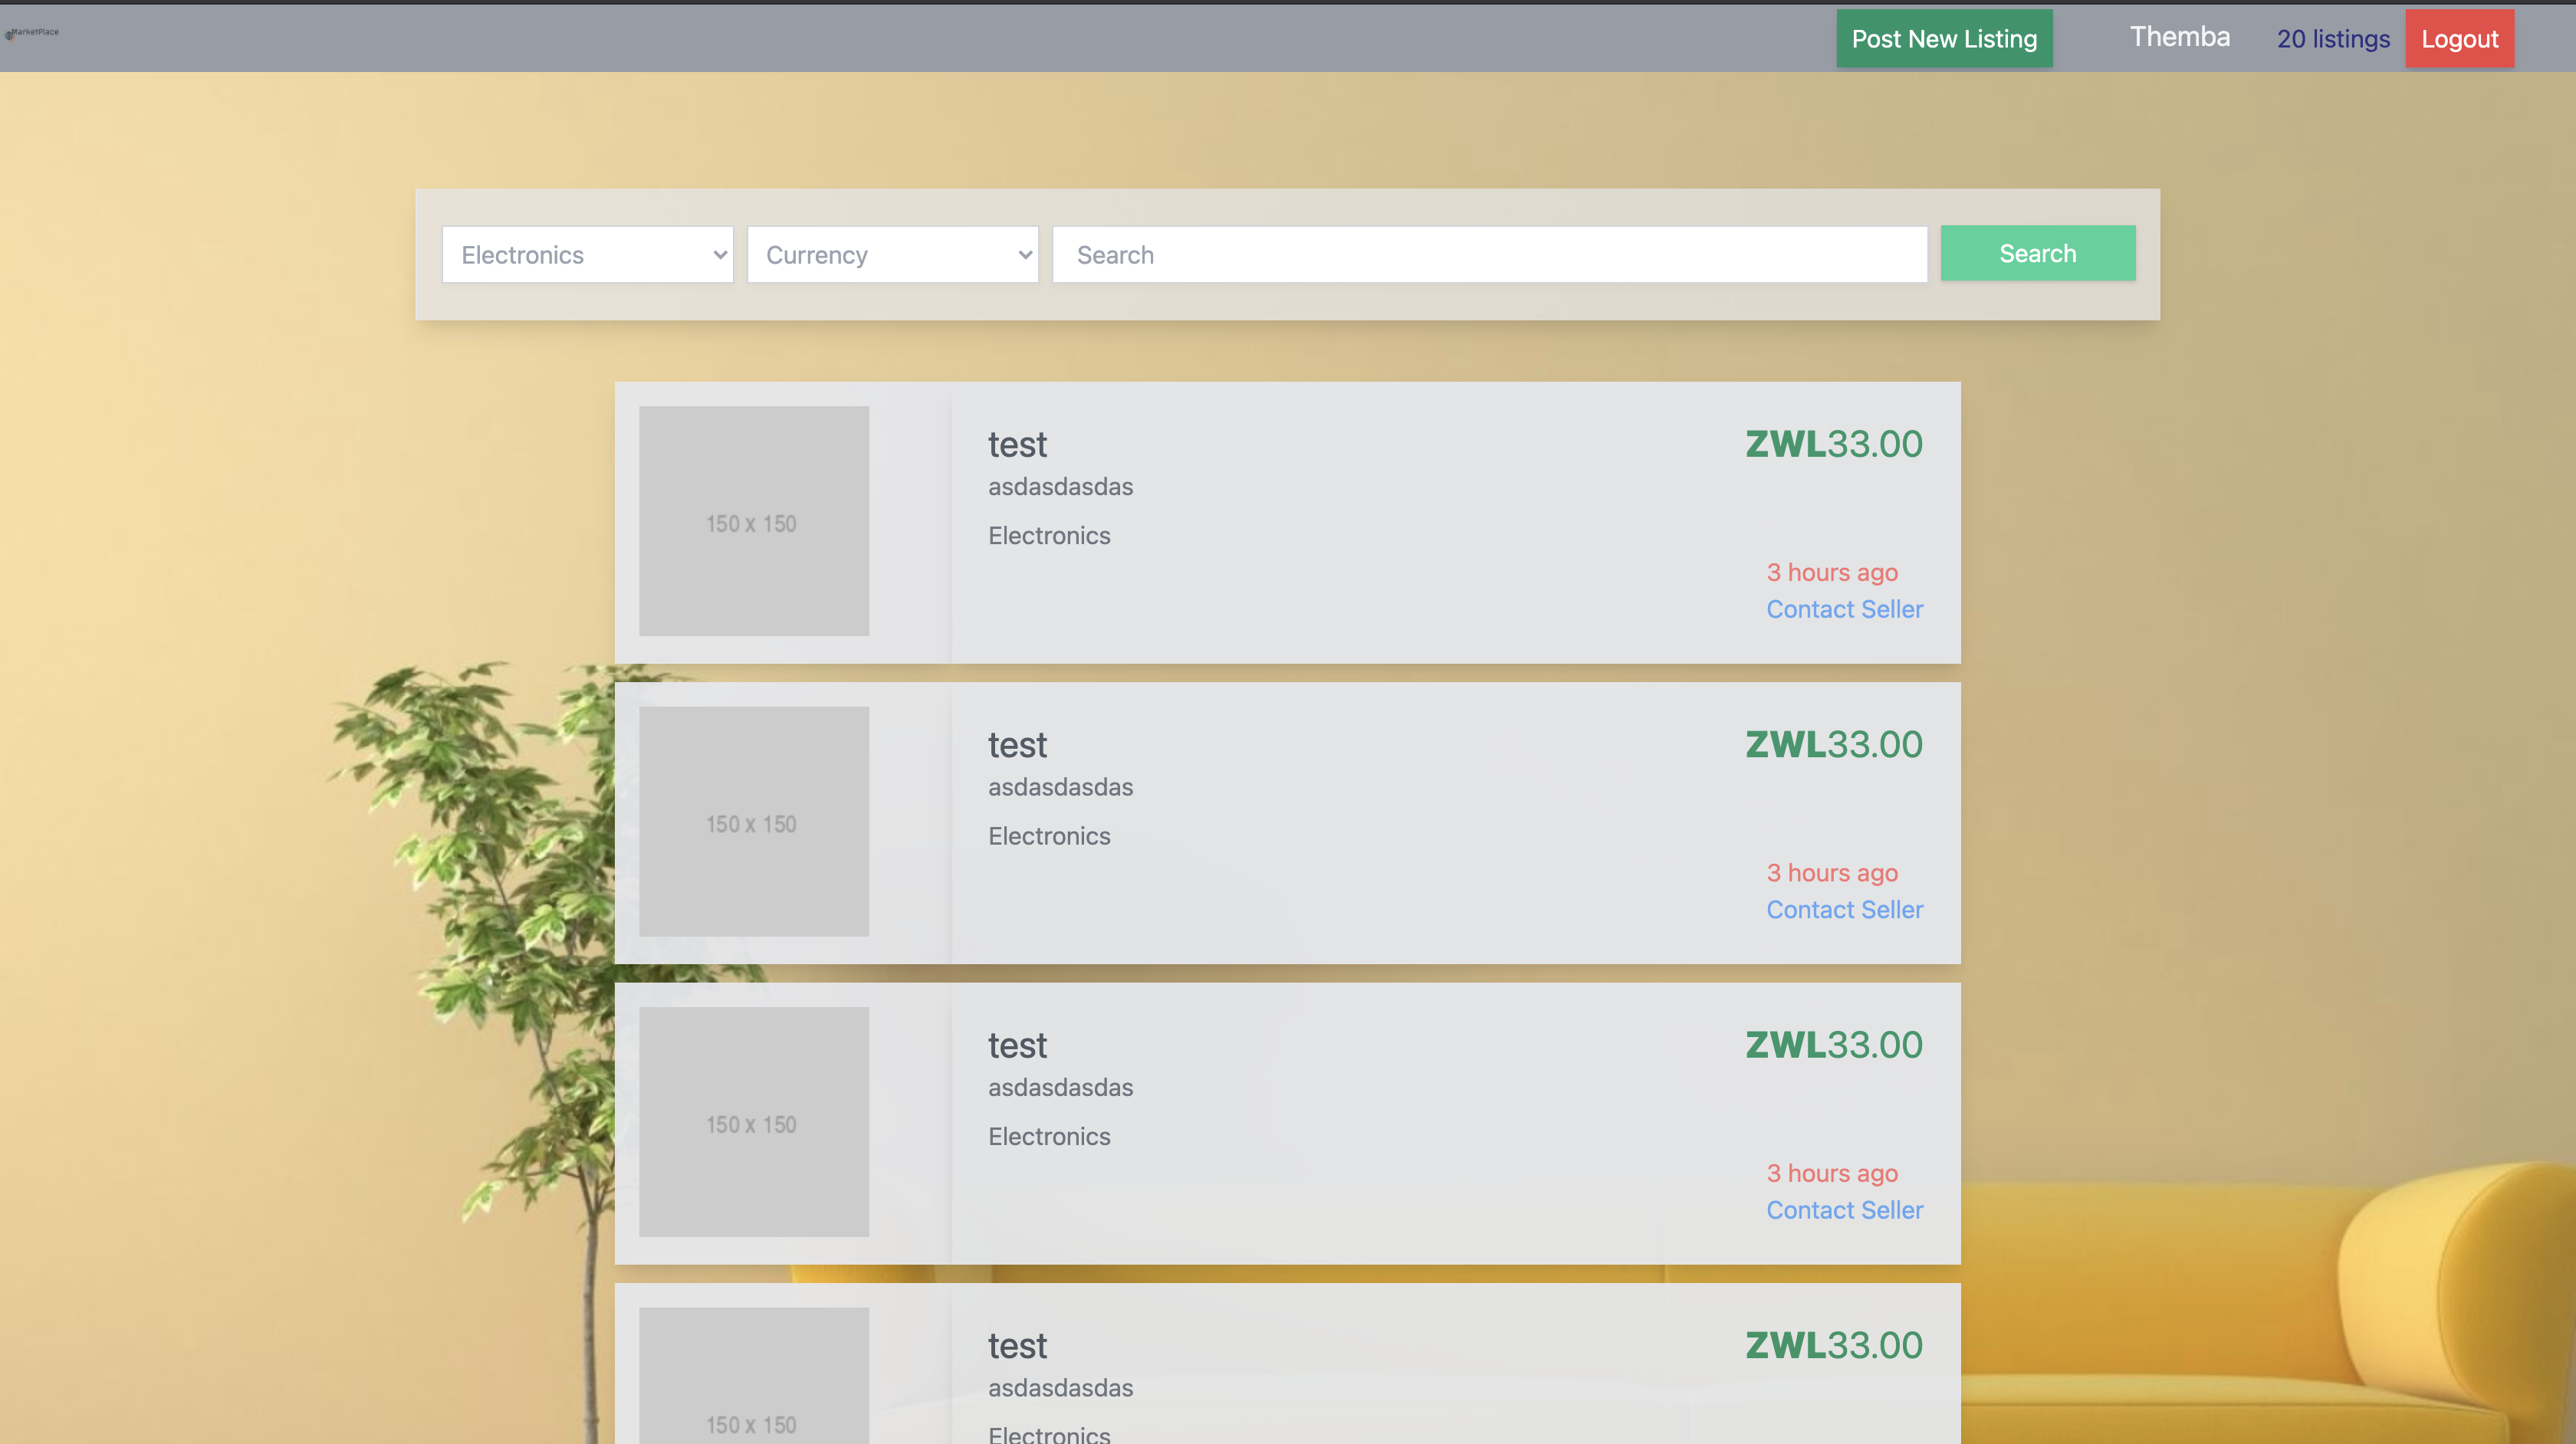 MarketPlace
Post New Listing
Themba
20 listings
Logout
Electronics
Currency
Search
Search
150 x 150
test
asdasdasdas
Electronics
ZWL33.00
3 hours ago
Contact Seller
150 x 150
test
asdasdasdas
Electronics
ZWL33.00
3 hours ago
Contact Seller
150 x 150
test
asdasdasdas
Electronics
ZWL33.00
3 hours ago
Contact Seller
150 x 150
test
asdasdasdas
Electronics
ZWL33.00